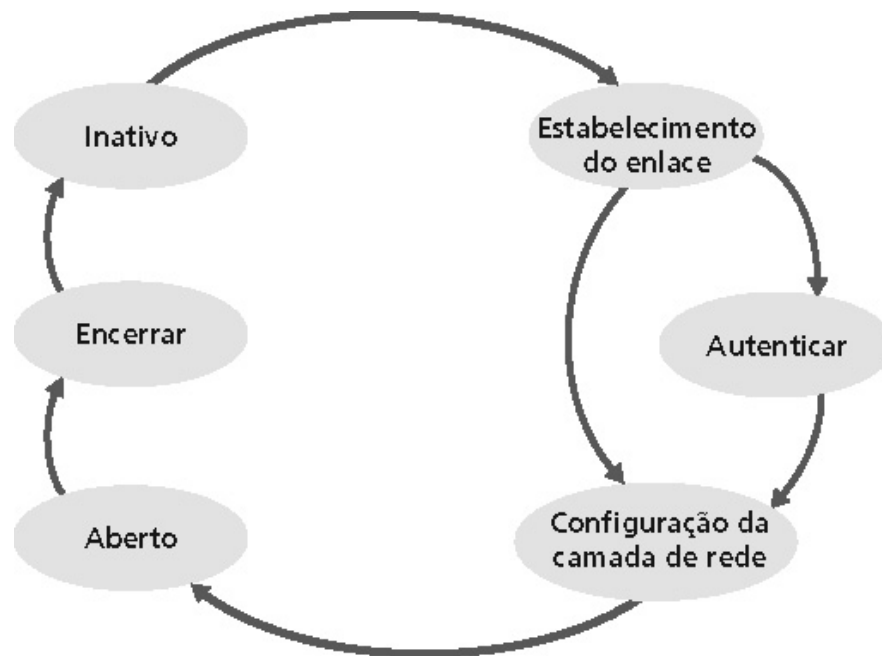 Inativo
Estabelecimento
do enlace
Encerrar
Autenticar
Aberto
Configuração da
camada de rede